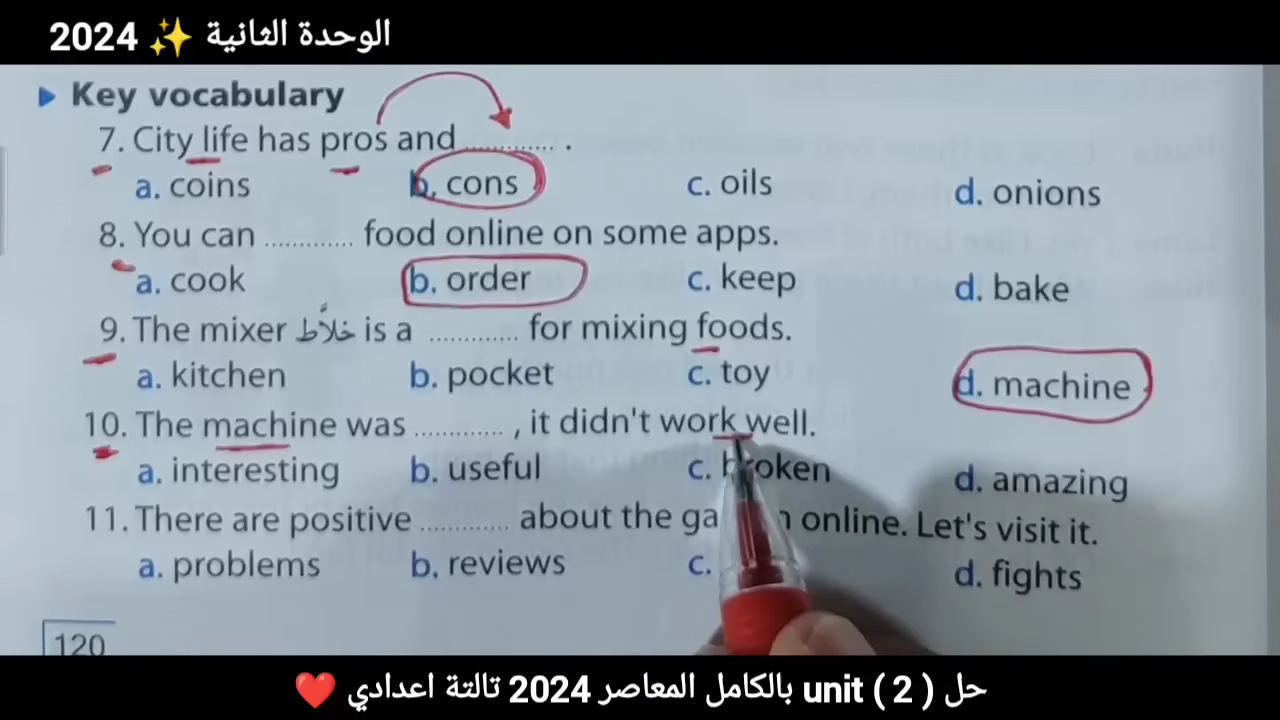 الوحدة الثانية ✨ 2024
Key vocabulary
7. City life has pros and ............ .
a. coins b. cons c. oils d. onions
8. You can ............ food online on some apps.
a. cook b. order c. keep d. bake
9. The mixer خلاَّط is a ............ for mixing foods.
a. kitchen b. pocket c. toy d. machine
10. The machine was ............ , it didn't work well.
a. interesting b. useful c. broken d. amazing
11. There are positive ............ about the online. Let's visit it.
a. problems b. reviews c. d. fights
120
حل unit ( 2 ) بالكامل المعاصر 2024 تالتة اعدادي ❤️